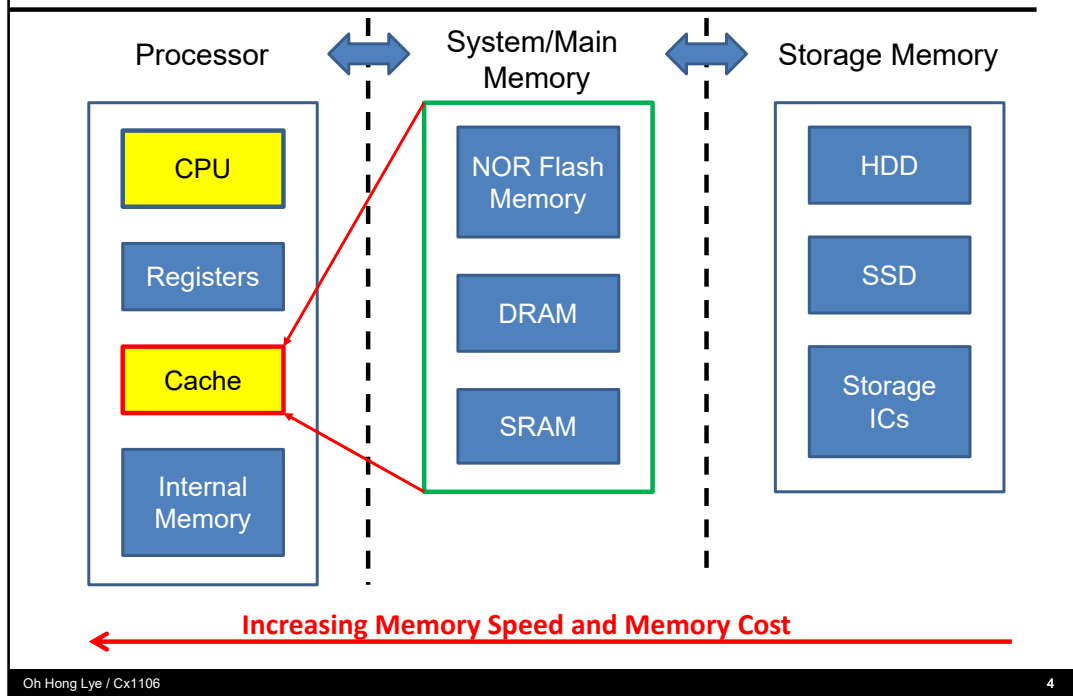 Processor
System/Main
Memory
Storage Memory
CPU
Registers
Cache
Internal
Memory
NOR Flash
Memory
DRAM
SRAM
HDD
SSD
Storage
ICs
Increasing Memory Speed and Memory Cost
Oh Hong Lye / Cx1106
4